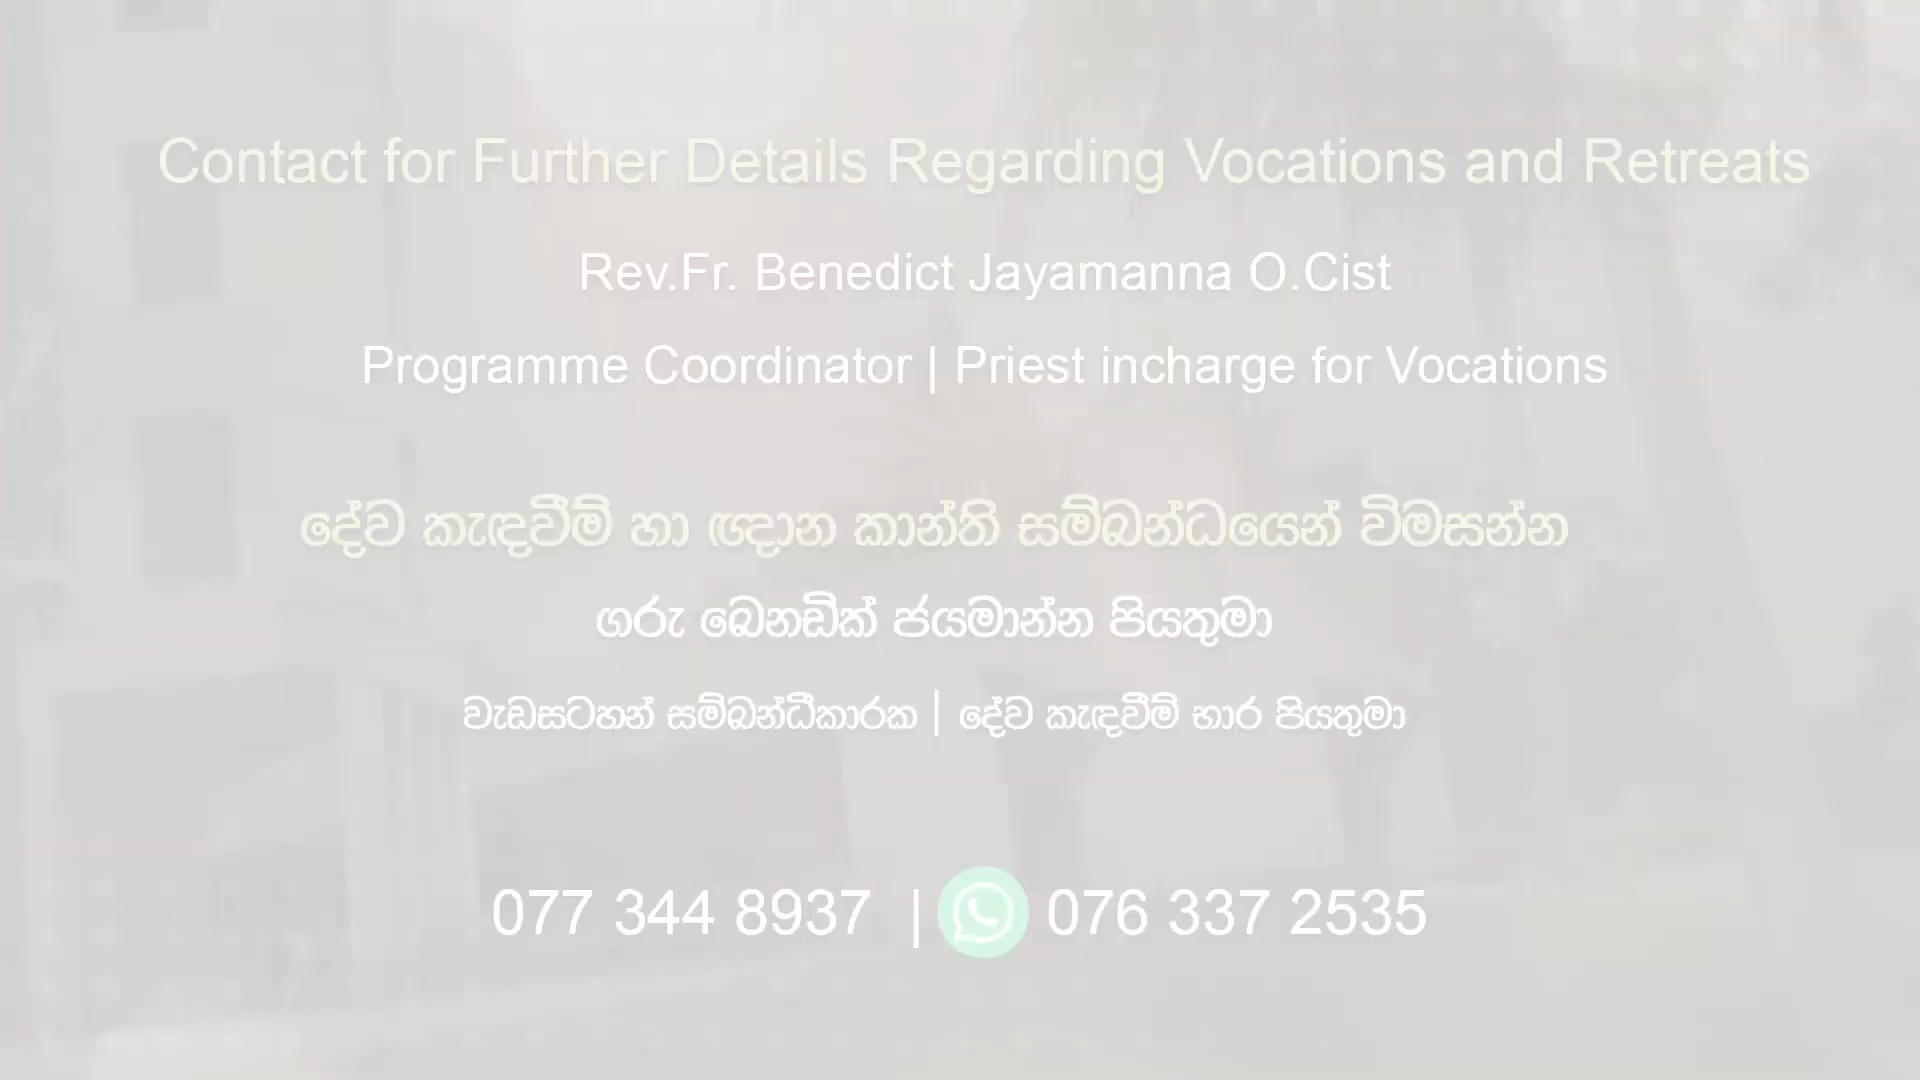 Contact for Further Details Regarding Vocations and Retreats
Rev.Fr. Benedict Jayamanna O.Cist
Programme Coordinator | Priest incharge for Vocations
දේව කැඳවීම් හා ඥාන කාන්ති සම්බන්ධයෙන් විමසන්න
ගරු බෙනඩික් ජයමාන්න පියතුමා
වැඩසටහන් සම්බන්ධීකාරක | දේව කැඳවීම් භාර පියතුමා
077 344 8937 | 076 337 2535